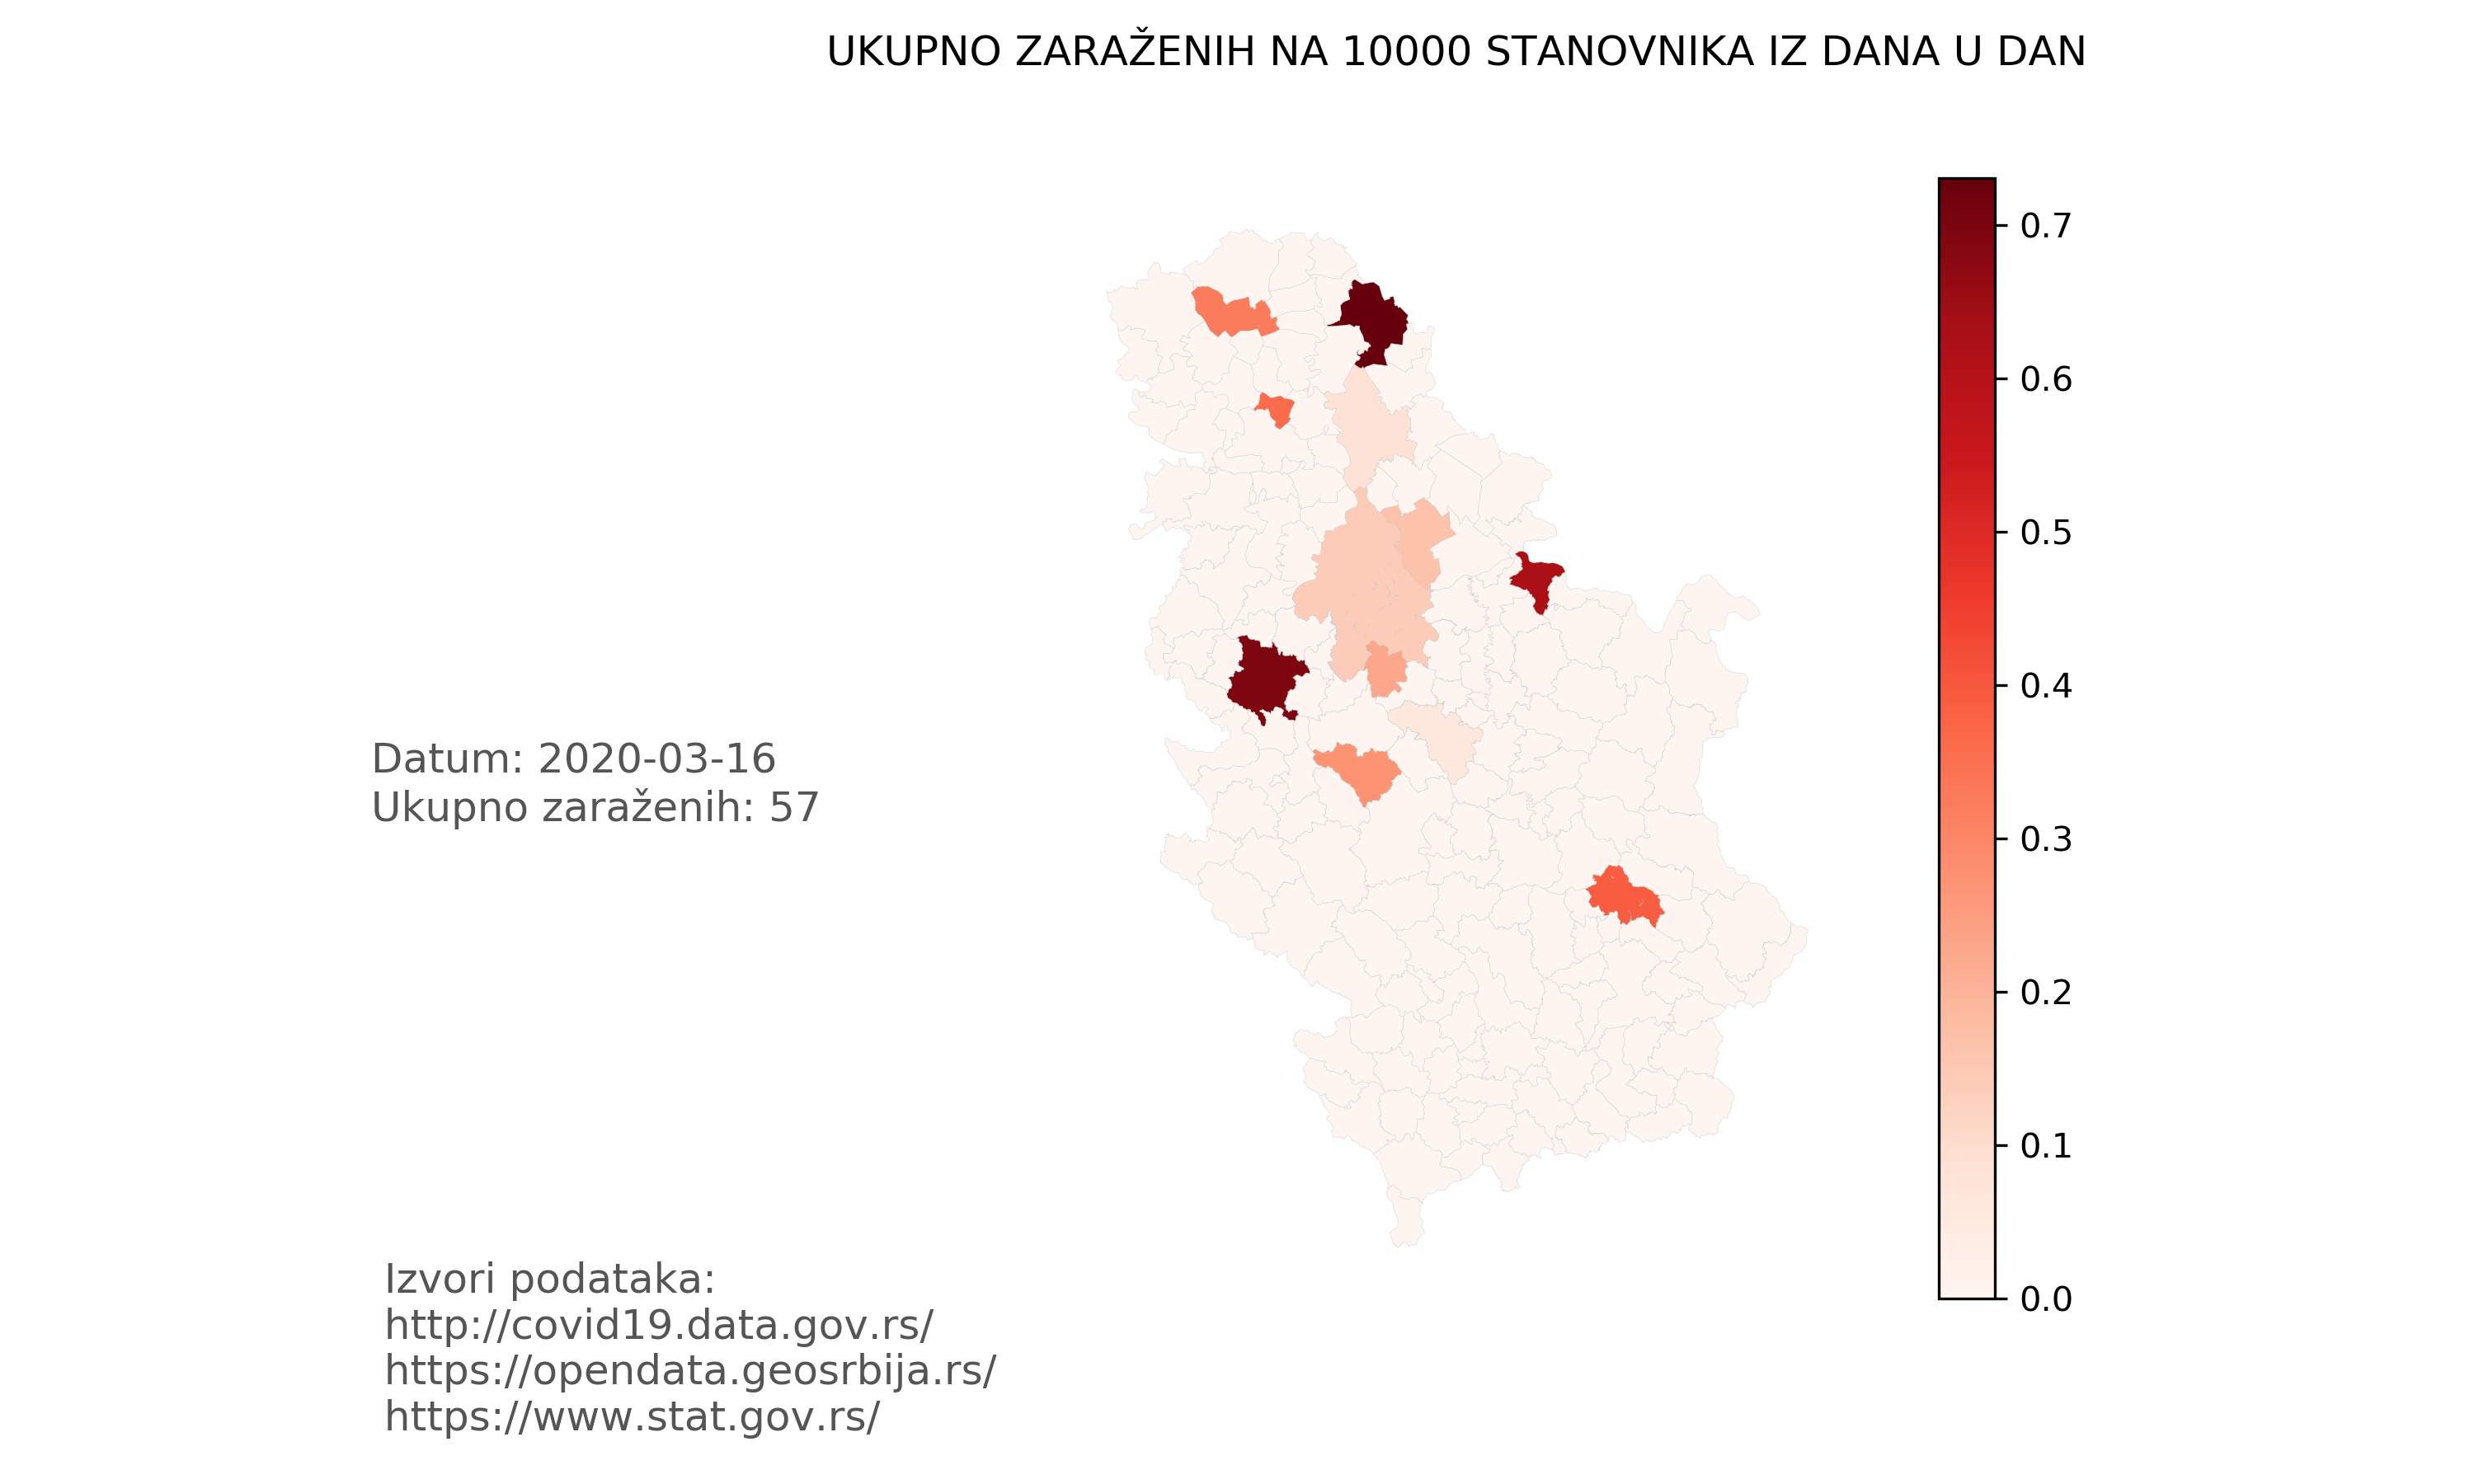 UKUPNO ZARAŽENIH NA 10000 STANOVNIKA IZ DANA U DAN
0.7
0.6
0.5
0.4
0.3
0.2
0.1
0.0
Datum: 2020-03-16
Ukupno zaraženih: 57
Izvori podataka:
http://covid19.data.gov.rs/
https://opendata.geosrbija.rs/
https://www.stat.gov.rs/